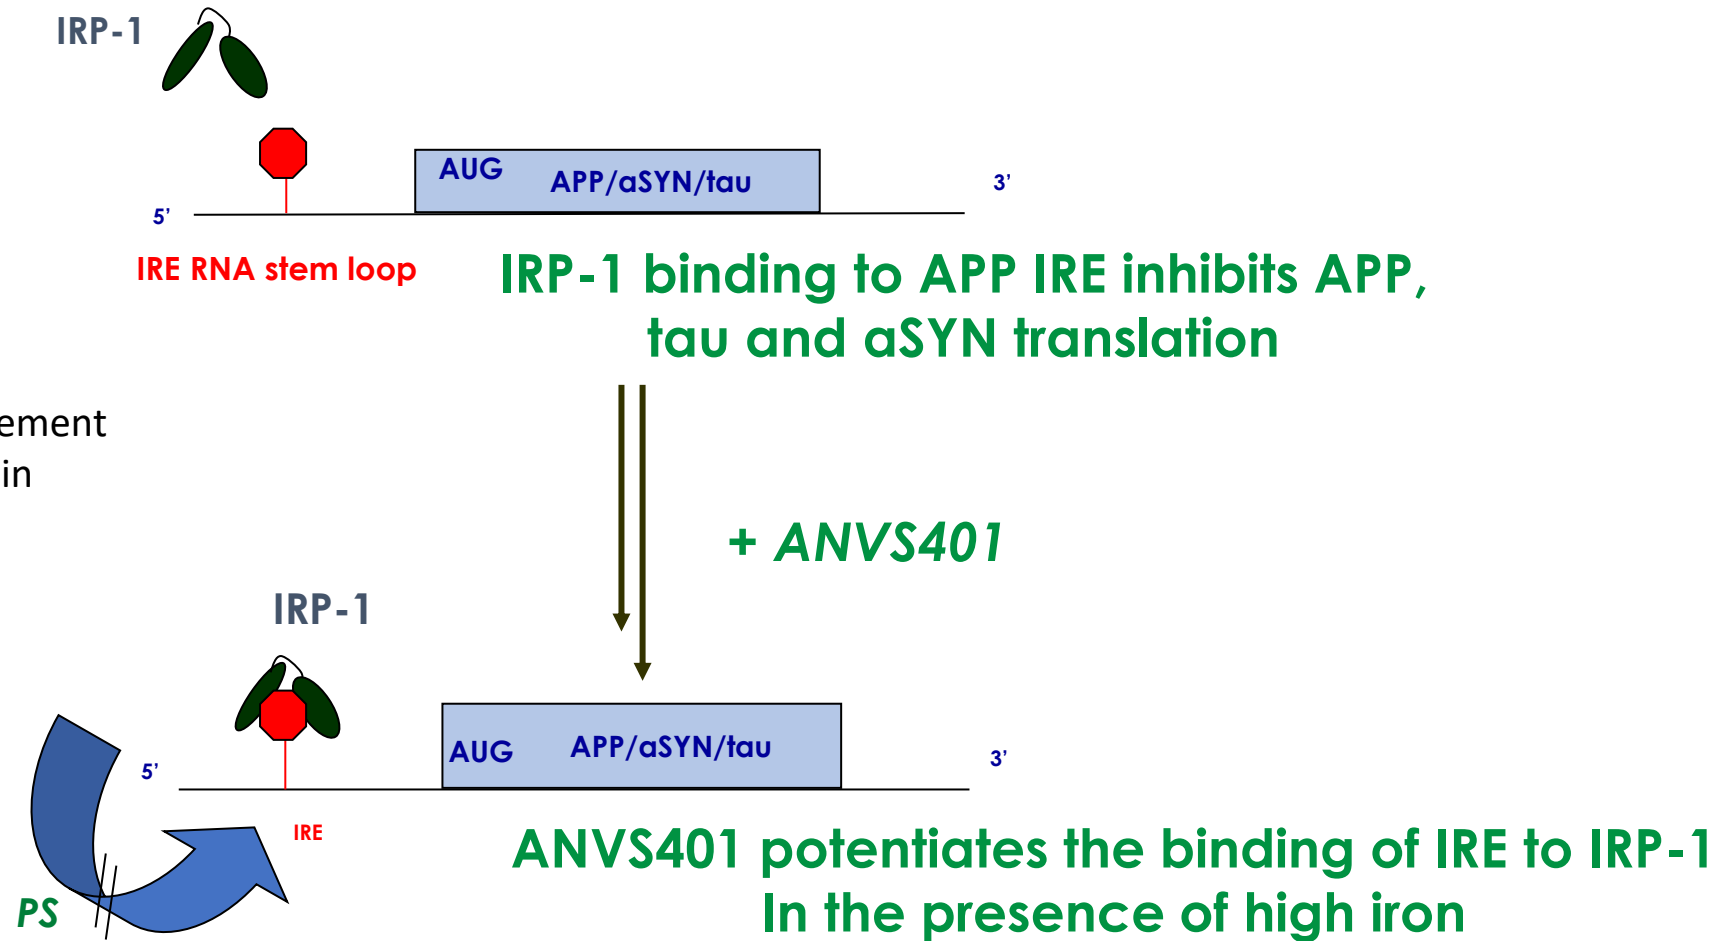 IRP-1
AUG
APP/aSYN/tau
5’
3’
IRE RNA stem loop
IRP-1 binding to APP IRE inhibits APP,
tau and aSYN translation
ement
in
+ ANVS401
IRP-1
5’
AUG
APP/aSYN/tau
3’
IRE
ANVS401 potentiates the binding of IRE to IRP-1
In the presence of high iron
PS